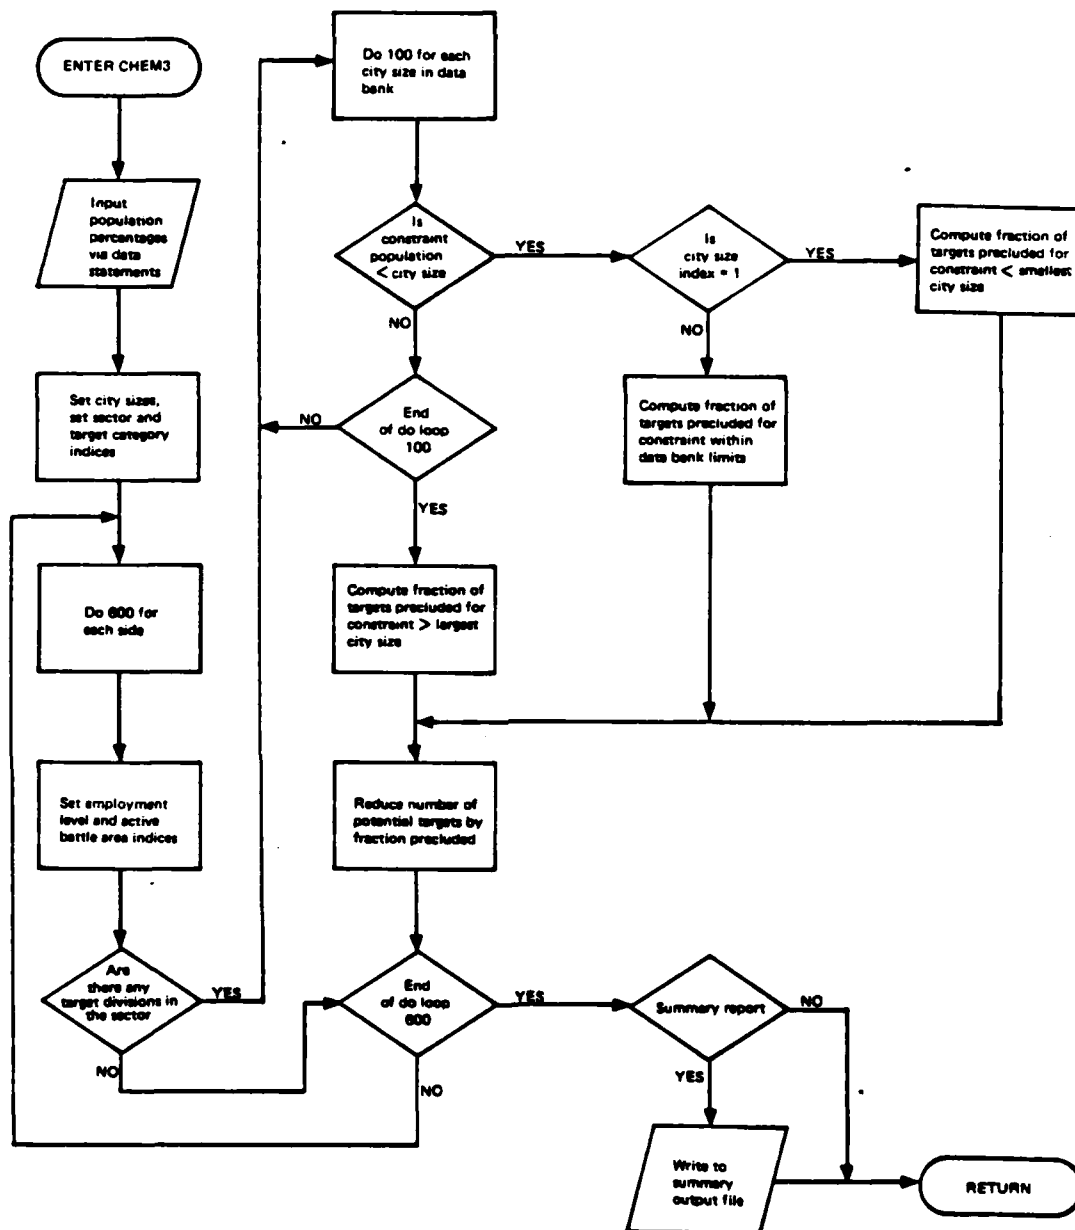 ENTER CHEM3
Input
population
percentages
via data
statements
Set city sizes,
set sector and
target category
indices
Do 600 for
each side
Set employment
level and active
battle area indices
Are
there any
target divisions in
the sector
YES
NO
Do 100 for each
city size in data
bank
Is
constraint
population
< city size
YES
NO
Is
city size
index = 1
YES
NO
Compute fraction of
targets precluded for
constraint < smallest
city size
End
of do loop
100
NO
YES
Compute fraction of
targets precluded for
constraint within
data bank limits
Compute fraction of
targets precluded for
constraint > largest
city size
Reduce number of
potential targets by
fraction precluded
End
of do loop
600
YES
NO
Summary report
NO
YES
Write to
summary
output file
RETURN